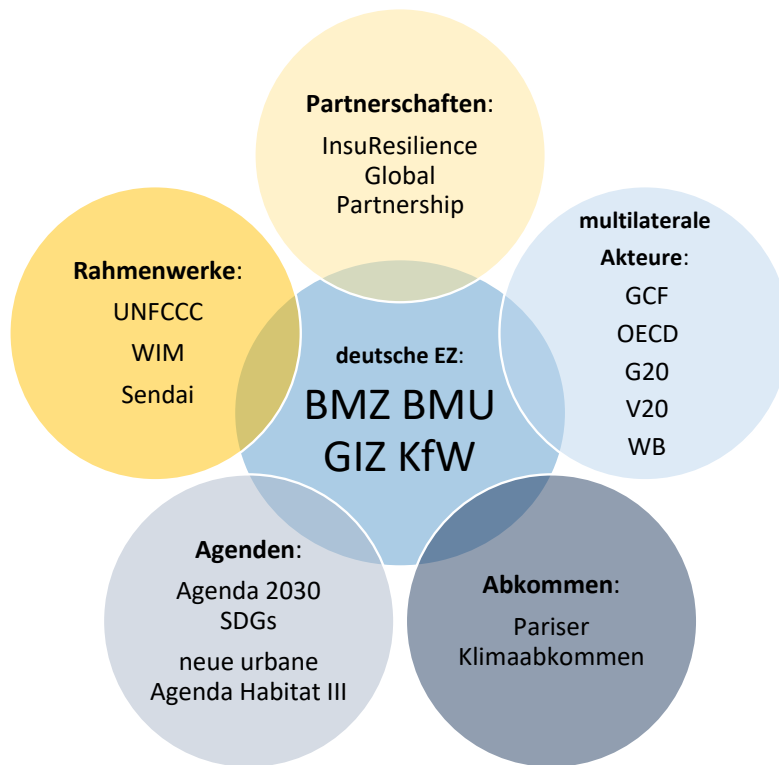 Partnerschaften:
InsuResilience
Global
Partnership
multilaterale
Akteure:
GCF
OECD
G20
V20
WB
Rahmenwerke:
UNFCCC
WIM
Sendai
deutsche EZ:
BMZ BMU
GIZ KfW
Agenden:
Agenda 2030
SDGs
neue urbane
Agenda Habitat III
Abkommen:
Pariser
Klimaabkommen